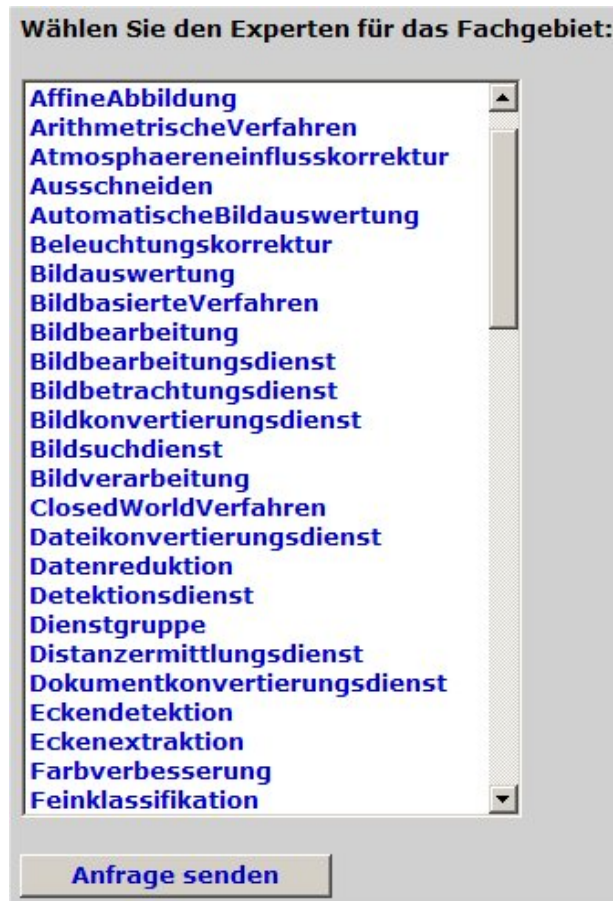 Wählen Sie den Experten für das Fachgebiet:
AffineAbbildung
ArithmetrischeVerfahren
Atmosphaereneinflusskorrektur
Ausschneiden
AutomatischeBildauswertung
Beleuchtungskorrektur
Bildauswertung
BildbasierteVerfahren
Bildbearbeitung
Bildbearbeitungsdienst
Bildbetrachtungsdienst
Bildkonvertierungsdienst
Bildsuchdienst
Bildverarbeitung
ClosedWorldVerfahren
Dateikonvertierungsdienst
Datenreduktion
Detektionsdienst
Dienstgruppe
Distanzermittlungsdienst
Dokumentkonvertierungsdienst
Eckendetektion
Eckenextraktion
Farbverbesserung
Feinklassifikation
Anfrage senden